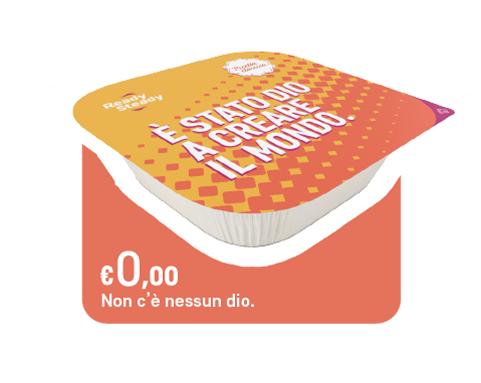 Ready
Steady
È STATO DIO
A CREARE
IL MONDO.
€0,00
Non c'è nessun dio.